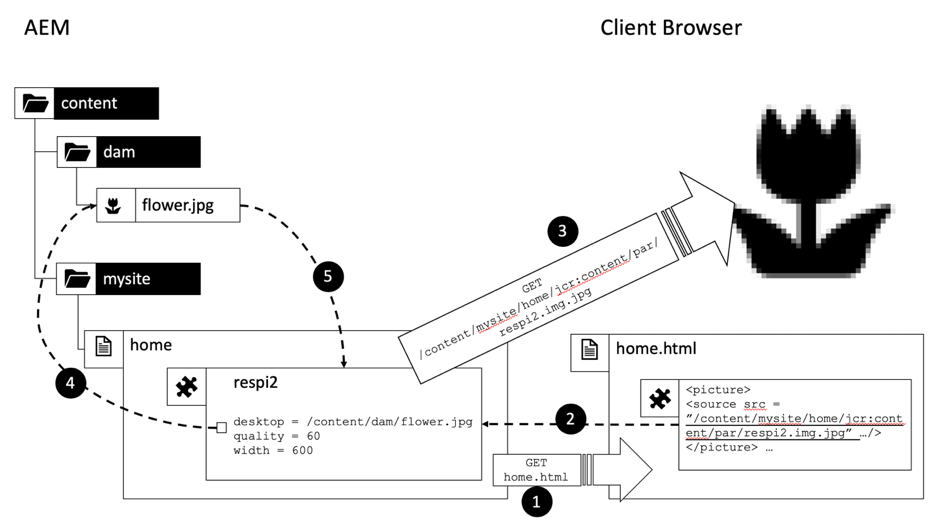 AEM
Client Browser
content
dam
flower.jpg
3
GET
/content/mysite/home/jcr:content/par/
respi2.img.jpg
5
mysite
home
home.html
4
respi2
desktop = /content/dam/flower.jpg
quality = 60
width = 600
2
<picture>
<source src =
”/content/mysite/home/jcr:cont
ent/par/respi2.img.jpg” …/>
</picture> …
GET
home.html
1